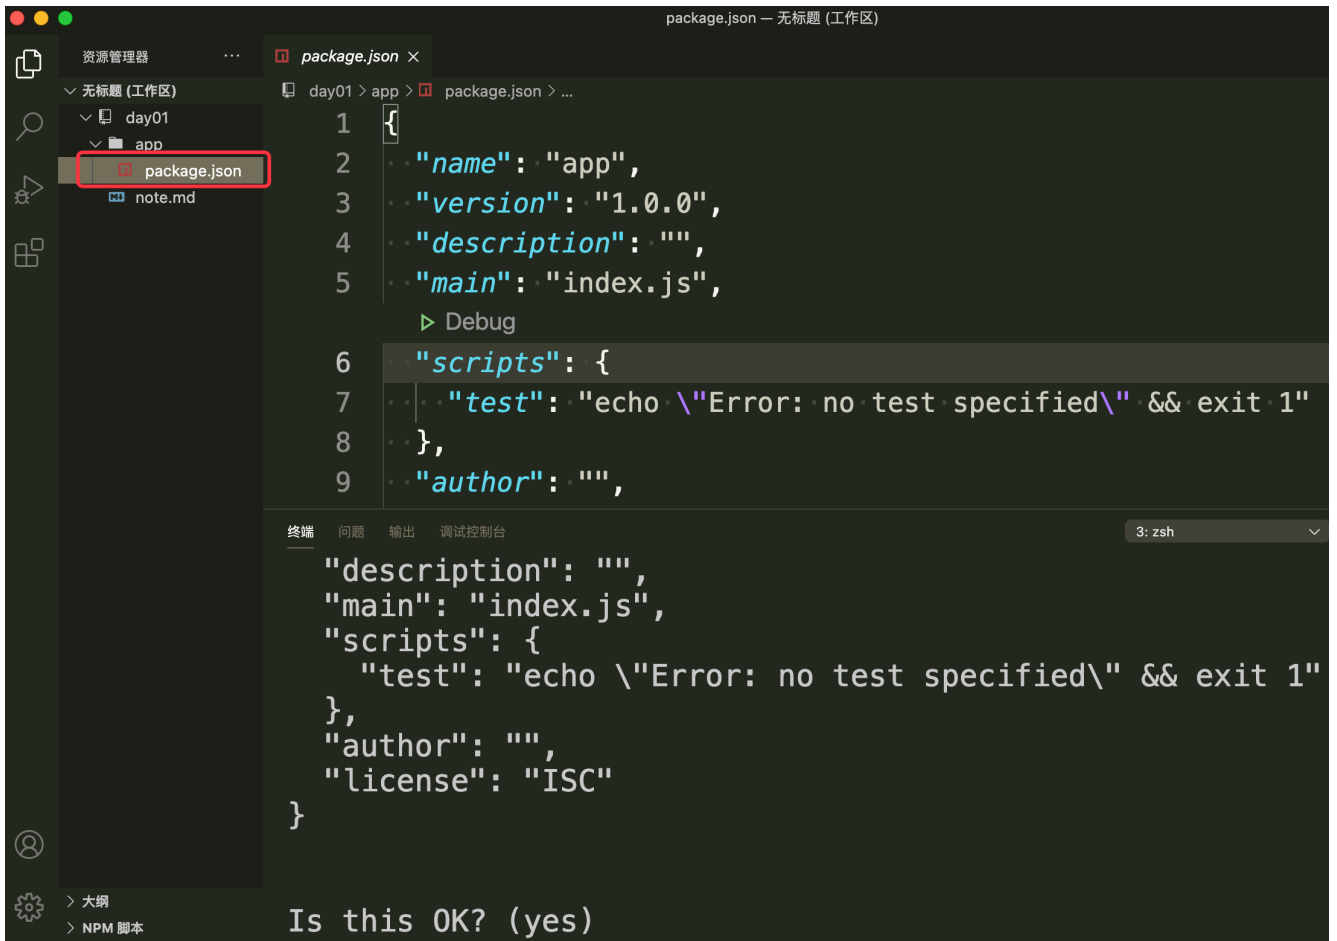 package.json — 无标题 (工作区)
资源管理器 ···
无标题 (工作区)
day01
app
package.json
note.md
大纲
NPM 脚本
package.json
day01 > app > package.json > ...
1 {
2 "name": "app",
3 "version": "1.0.0",
4 "description": "",
5 "main": "index.js",
Debug
6 "scripts": {
7 "test": "echo \"Error: no test specified\" && exit 1"
8 },
9 "author": "",
终端 问题 输出 调试控制台 3: zsh
"description": "",
"main": "index.js",
"scripts": {
"test": "echo \"Error: no test specified\" && exit 1"
},
"author": "",
"license": "ISC"
}
Is this OK? (yes)